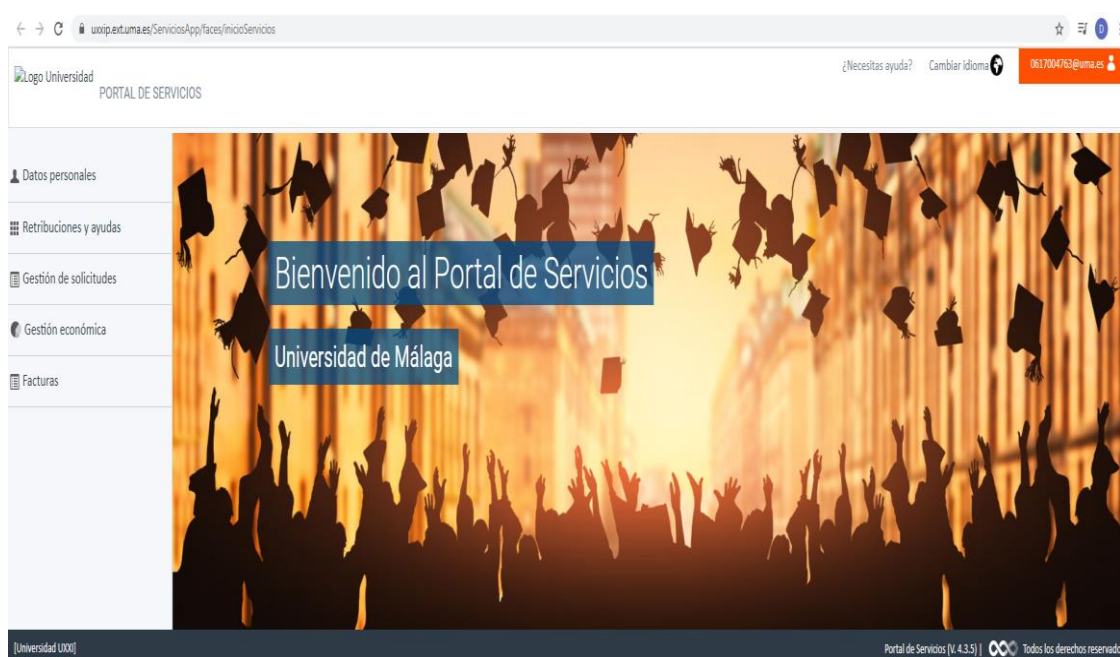 uxxip.ext.uma.es/ServiciosApp/faces/inicioServicios
D
Logo Universidad
PORTAL DE SERVICIOS
¿Necesitas ayuda?
Cambiar idioma
0617004763@uma.es
Datos personales
Retribuciones y ayudas
Gestión de solicitudes
Gestión económica
Facturas
Bienvenido al Portal de Servicios
Universidad de Málaga
[Universidad UXXI]
Portal de Servicios (V. 4.3.5) | Todos los derechos reservad